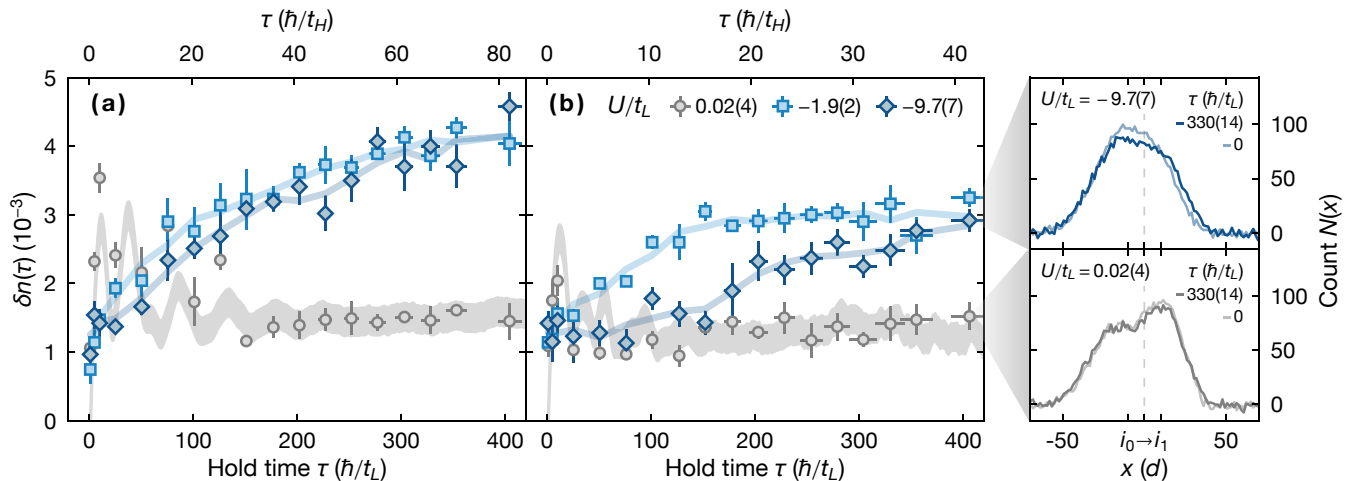 τ (ħ/t_H)
τ (ħ/t_H)
0 20 40 60 80
0 10 20 30 40
5
4
3
2
1
0
δn(τ) (10⁻³)
(a)
(b)
U/t_L 0.02(4) −1.9(2) −9.7(7)
0 100 200 300 400
0 100 200 300 400
Hold time τ (ħ/t_L)
Hold time τ (ħ/t_L)
U/t_L = −9.7(7)
τ (ħ/t_L)
330(14)
0
100
50
0
U/t_L = 0.02(4)
τ (ħ/t_L)
330(14)
0
100
50
0
Count N(x)
-50 i₀→i₁ 50
x (d)